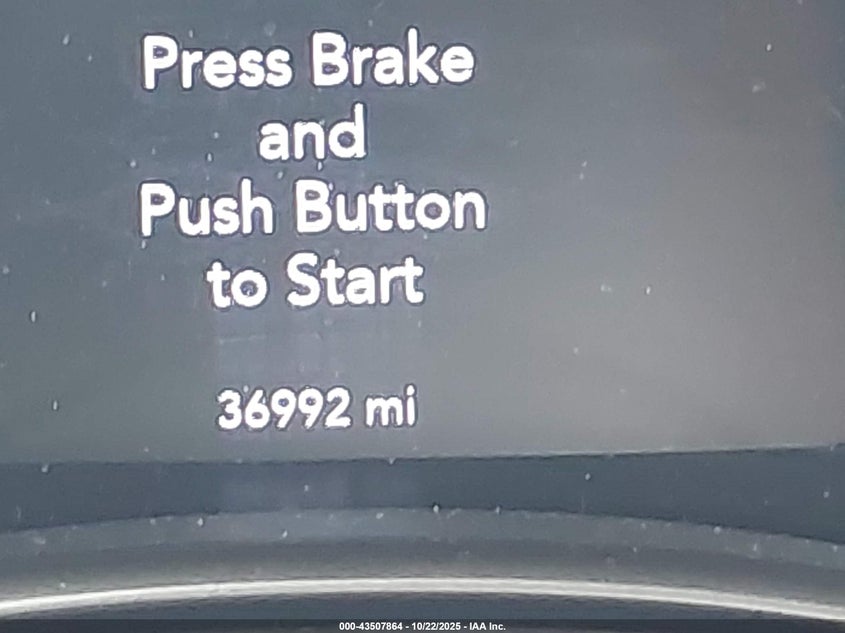 Press Brake
and
Push Button
to Start
36992 mi
000-43507864 - 10/22/2025 - IAA Inc.